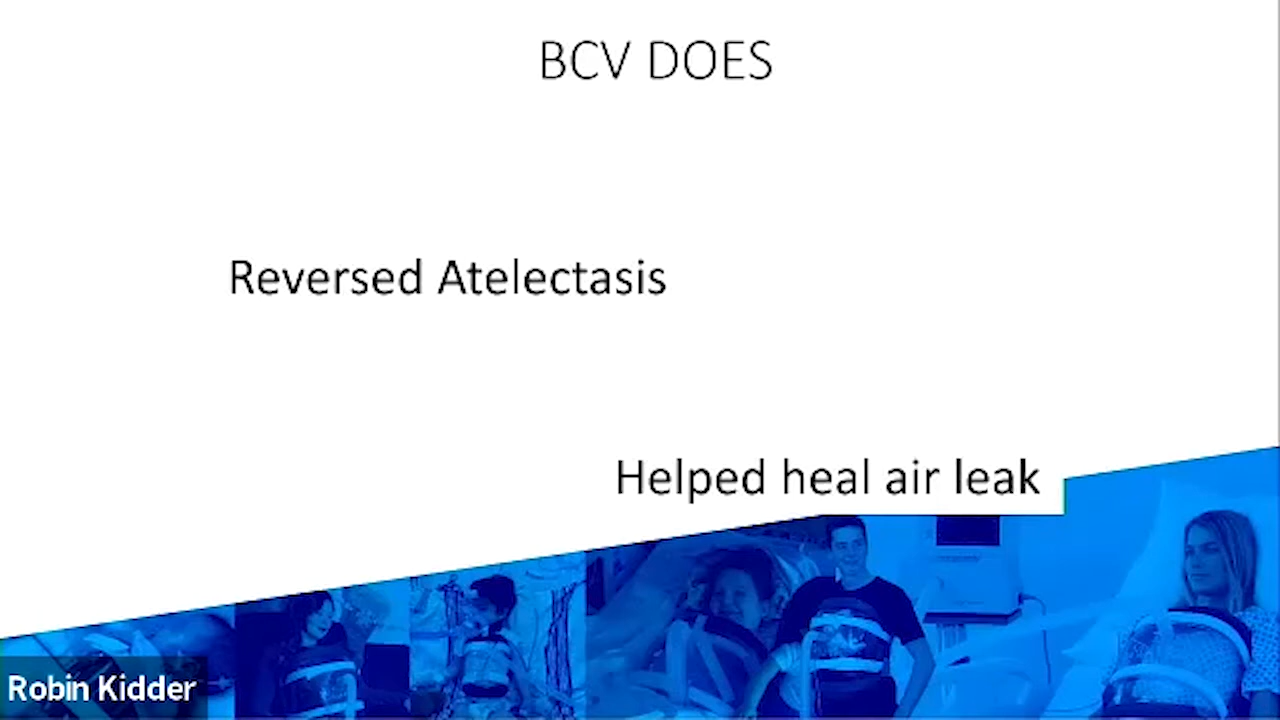 BCV DOES
Reversed Atelectasis
Helped heal air leak
Robin Kidder